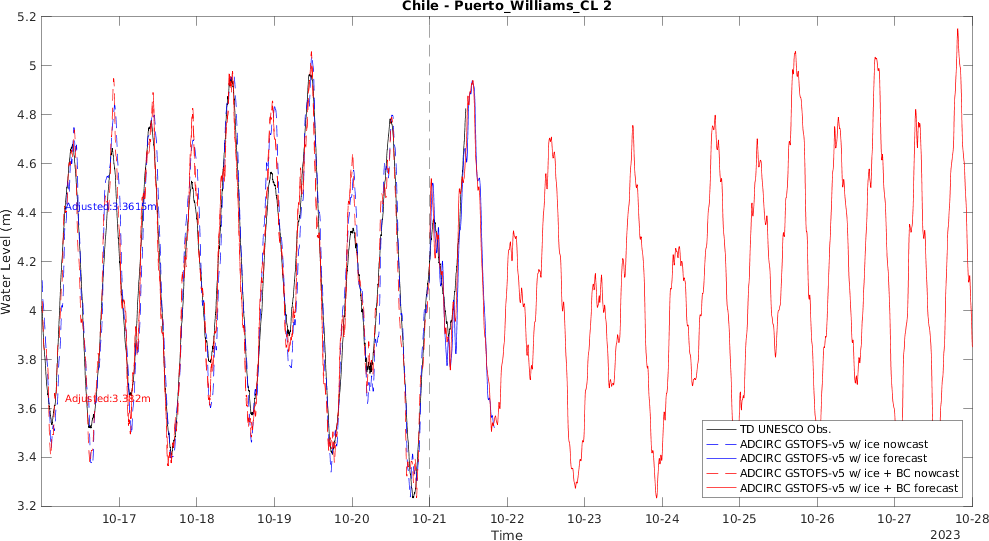 Chile - Puerto_Williams_CL 2
5.2
5
4.8
4.6
4.4
4.2
4
3.8
3.6
3.4
3.2
Water Level (m)
Adjusted:3.3615m
Adjusted:3.382m
TD UNESCO Obs.
ADCIRC GSTOFS-v5 w/ ice nowcast
ADCIRC GSTOFS-v5 w/ ice forecast
ADCIRC GSTOFS-v5 w/ ice + BC nowcast
ADCIRC GSTOFS-v5 w/ ice + BC forecast
10-17 10-18 10-19 10-20 10-21 10-22 10-23 10-24 10-25 10-26 10-27 10-28
Time
2023